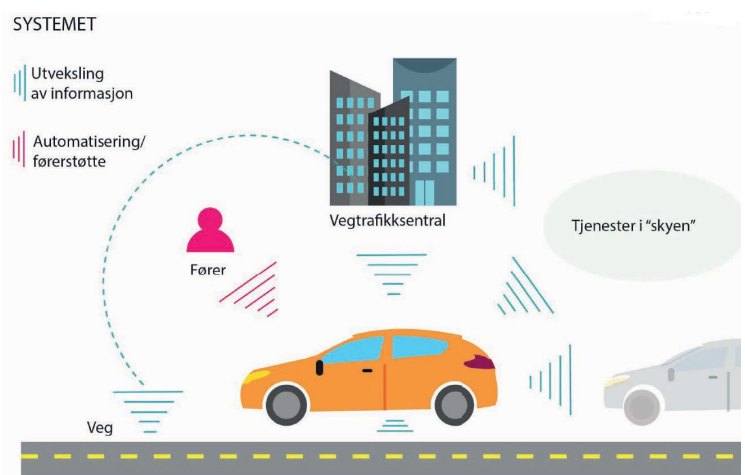 SYSTEMET
Utveksling
av informasjon
Automatisering/
førerstøtte
Vegtrafikksentral
Tjenester i "skyen"
Fører
Veg